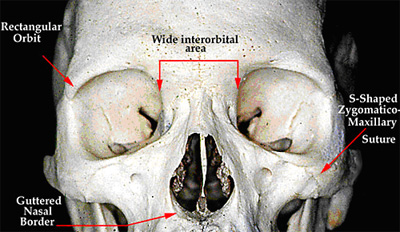 Rectangular
Orbit
Wide interorbital
area
S-Shaped
Zygomatico-
Maxillary
Suture
Guttered
Nasal
Border